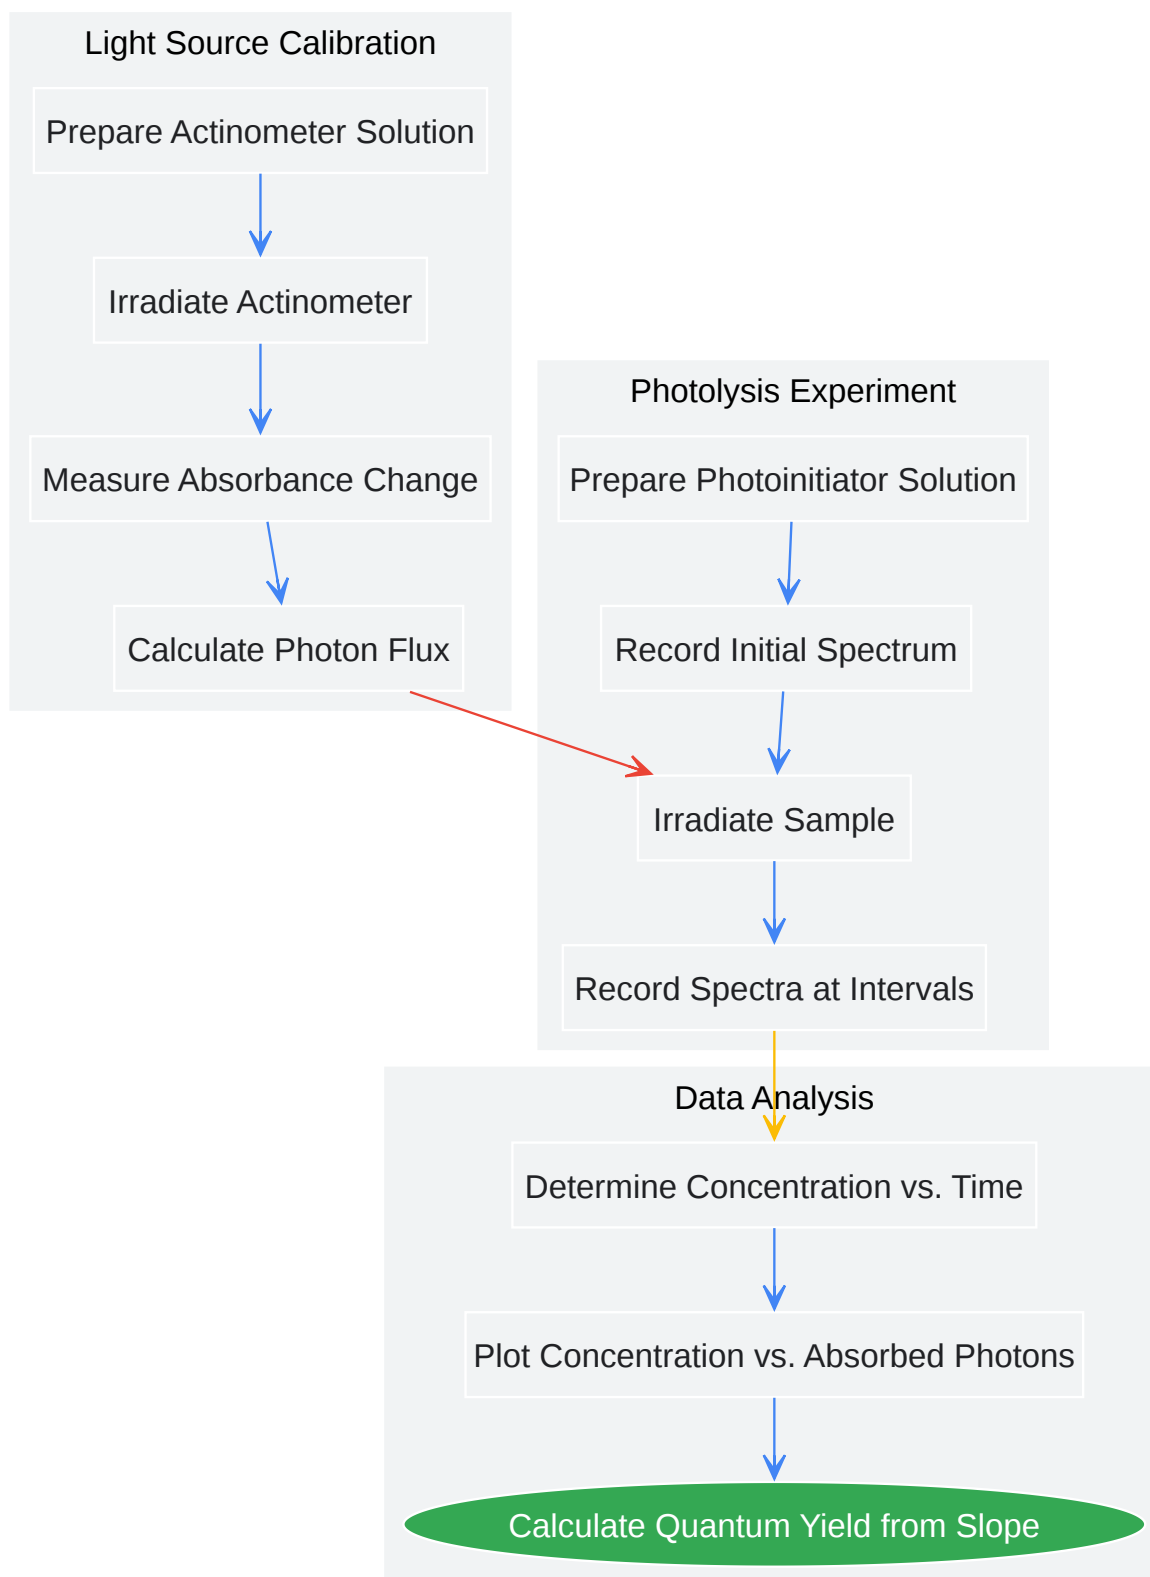 Light Source Calibration
Prepare Actinometer Solution
Irradiate Actinometer
Measure Absorbance Change
Calculate Photon Flux
Photolysis Experiment
Prepare Photoinitiator Solution
Record Initial Spectrum
Irradiate Sample
Record Spectra at Intervals
Data Analysis
Determine Concentration vs. Time
Plot Concentration vs. Absorbed Photons
Calculate Quantum Yield from Slope